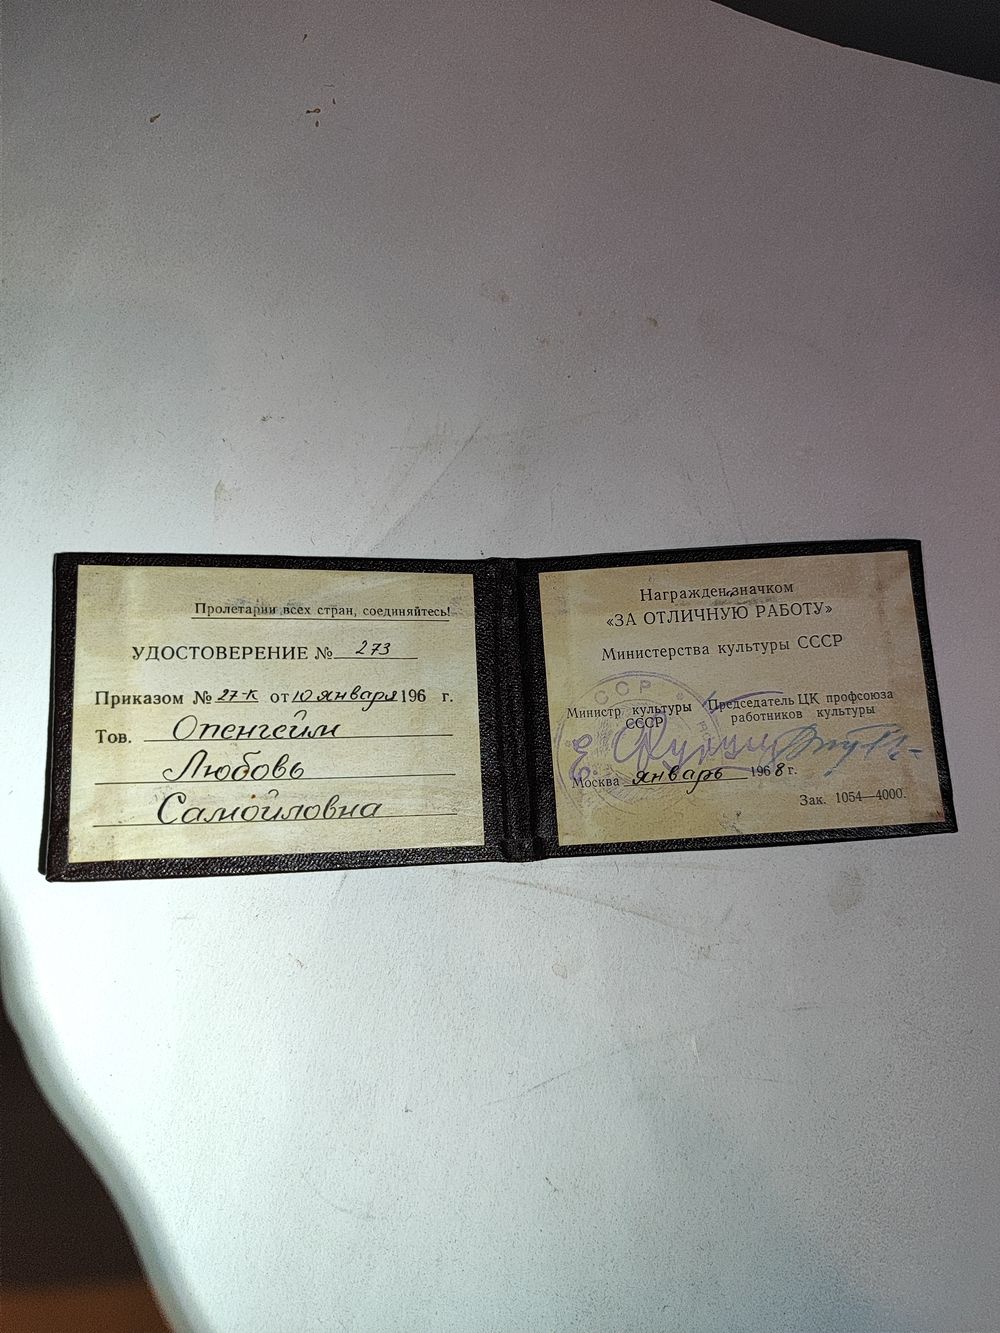 Пролетарии всех стран, соединяйтесь!
УДОСТОВЕРЕНИЕ № 273
Приказом № 27-к от 10 января 196 г.
Тов. Опенгейм
Любовь
Самойловна
Награжден значком
«ЗА ОТЛИЧНУЮ РАБОТУ»
Министерства культуры СССР
СССР
Министр культуры СССР
Председатель ЦК профсоюза работников культуры
Москва январь 1968 г.
Зак. 1054—4000.